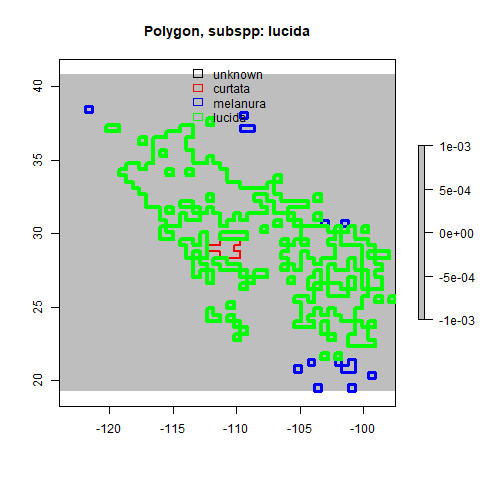 Polygon, subspp: lucida
unknown
curtata
melanura
lucida
40
35
30
25
20
-120
-115
-110
-105
-100
1e-03
5e-04
0e+00
-5e-04
-1e-03